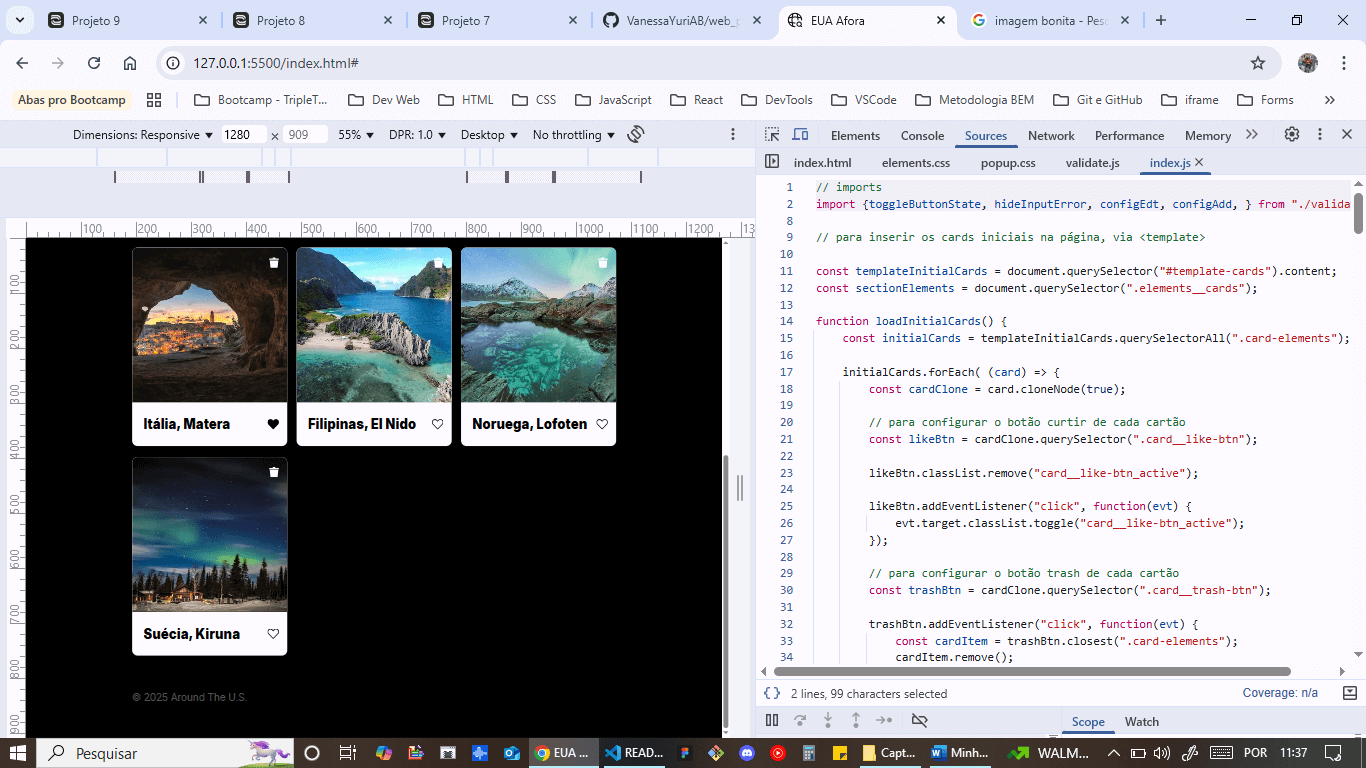 Projeto 9
Projeto 8
Projeto 7
VanessaYuriAB/web_p
EUA Afora
imagem bonita - Pes
127.0.0.1:5500/index.html#
Abas pro Bootcamp
Bootcamp - TripleT...
Dev Web
HTML
CSS
JavaScript
React
DevTools
VSCode
Metodologia BEM
Git e GitHub
iframe
Forms
Dimensions: Responsive
1280
×
909
55%
DPR: 1.0
Desktop
No throttling
Elements
Console
Sources
Network
Performance
Memory
index.html
elements.css
popup.css
validate.js
index.js
100 200 300 400 500 600 700 800 900 1000 1100 1200 13
100
200
300
400
500
600
700
800
900
Itália, Matera
Filipinas, El Nido
Noruega, Lofoten
Suécia, Kiruna
© 2025 Around The U.S.
1 // imports
2 import {toggleButtonState, hideInputError, configEdt, configAdd, } from "./valida
8
9 // para inserir os cards iniciais na página, via <template>
10
11 const templateInitialCards = document.querySelector("#template-cards").content;
12 const sectionElements = document.querySelector(".elements__cards");
13
14 function loadInitialCards() {
15 const initialCards = templateInitialCards.querySelectorAll(".card-elements");
16
17 initialCards.forEach( (card) => {
18 const cardClone = card.cloneNode(true);
19
20 // para configurar o botão curtir de cada cartão
21 const likeBtn = cardClone.querySelector(".card__like-btn");
22
23 likeBtn.classList.remove("card__like-btn_active");
24
25 likeBtn.addEventListener("click", function(evt) {
26 evt.target.classList.toggle("card__like-btn_active");
27 });
28
29 // para configurar o botão trash de cada cartão
30 const trashBtn = cardClone.querySelector(".card__trash-btn");
31
32 trashBtn.addEventListener("click", function(evt) {
33 const cardItem = trashBtn.closest(".card-elements");
34 cardItem.remove();
{} 2 lines, 99 characters selected
Coverage: n/a
Scope
Watch
Pesquisar
EUA ...
READ...
Capt...
Minh...
WALM...
POR
11:37